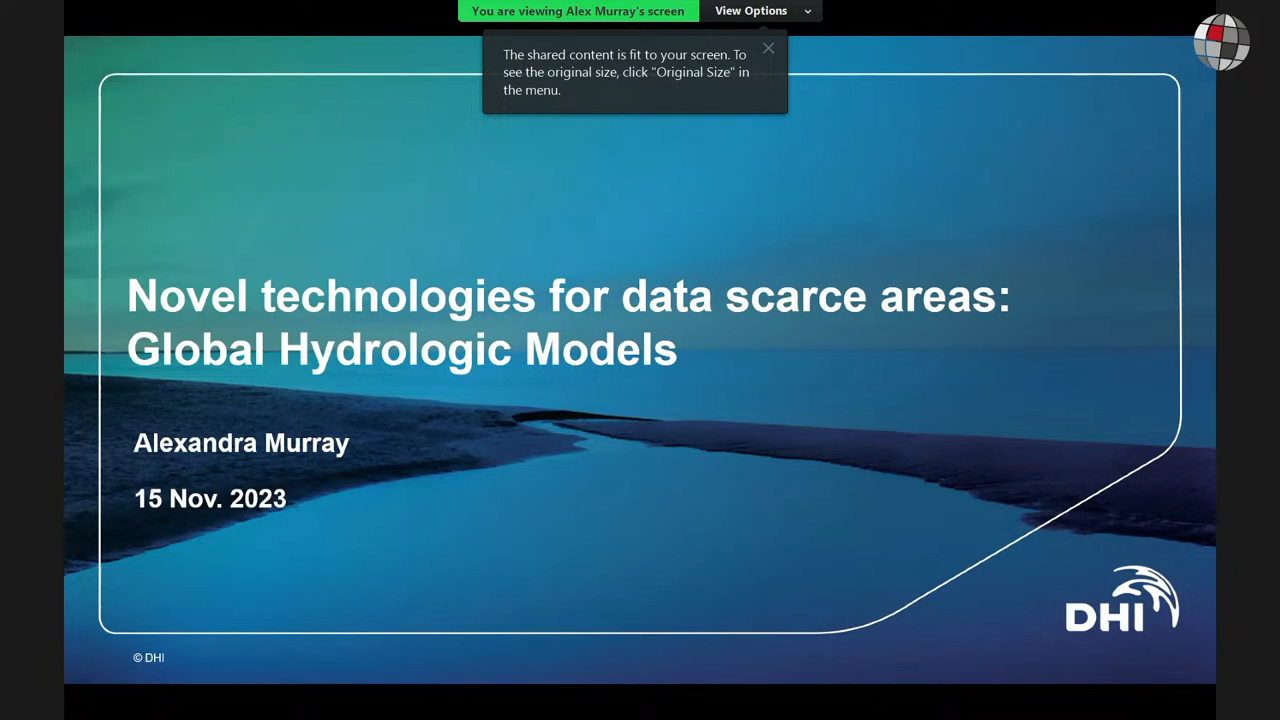 You are viewing Alex Murray's screen
View Options
The shared content is fit to your screen. To
see the original size, click "Original Size" in
the menu.
Novel technologies for data scarce areas:
Global Hydrologic Models
Alexandra Murray
15 Nov. 2023
DHI
© DHI